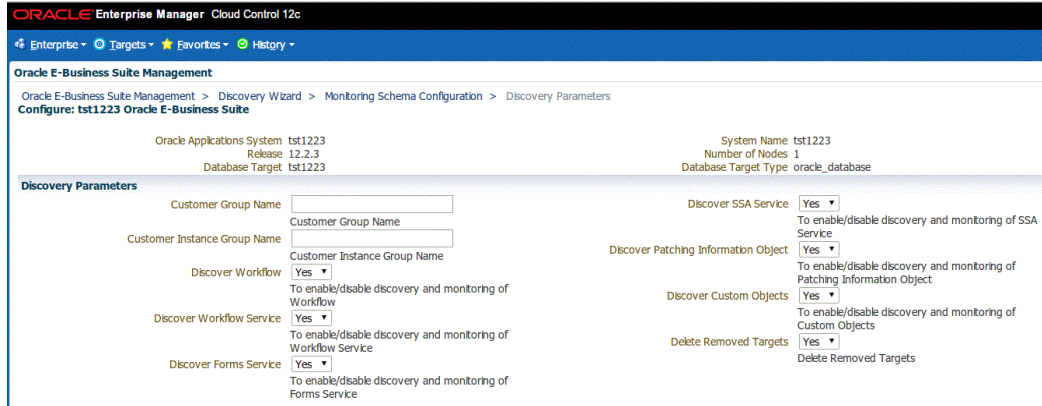 ORACLE Enterprise Manager Cloud Control 12c
Enterprise Targets Favorites History
Oracle E-Business Suite Management
Oracle E-Business Suite Management > Discovery Wizard > Monitoring Schema Configuration > Discovery Parameters
Configure: tst1223 Oracle E-Business Suite
Oracle Applications System tst1223
Release 12.2.3
Database Target tst1223
System Name tst1223
Number of Nodes 1
Database Target Type oracle_database
Discovery Parameters
Customer Group Name
Customer Group Name
Customer Instance Group Name
Customer Instance Group Name
Discover Workflow Yes
To enable/disable discovery and monitoring of
Workflow
Discover Workflow Service Yes
To enable/disable discovery and monitoring of
Workflow Service
Discover Forms Service Yes
To enable/disable discovery and monitoring of
Forms Service
Discover SSA Service Yes
To enable/disable discovery and monitoring of SSA
Service
Discover Patching Information Object Yes
To enable/disable discovery and monitoring of
Patching Information Object
Discover Custom Objects Yes
To enable/disable discovery and monitoring of
Custom Objects
Delete Removed Targets Yes
Delete Removed Targets